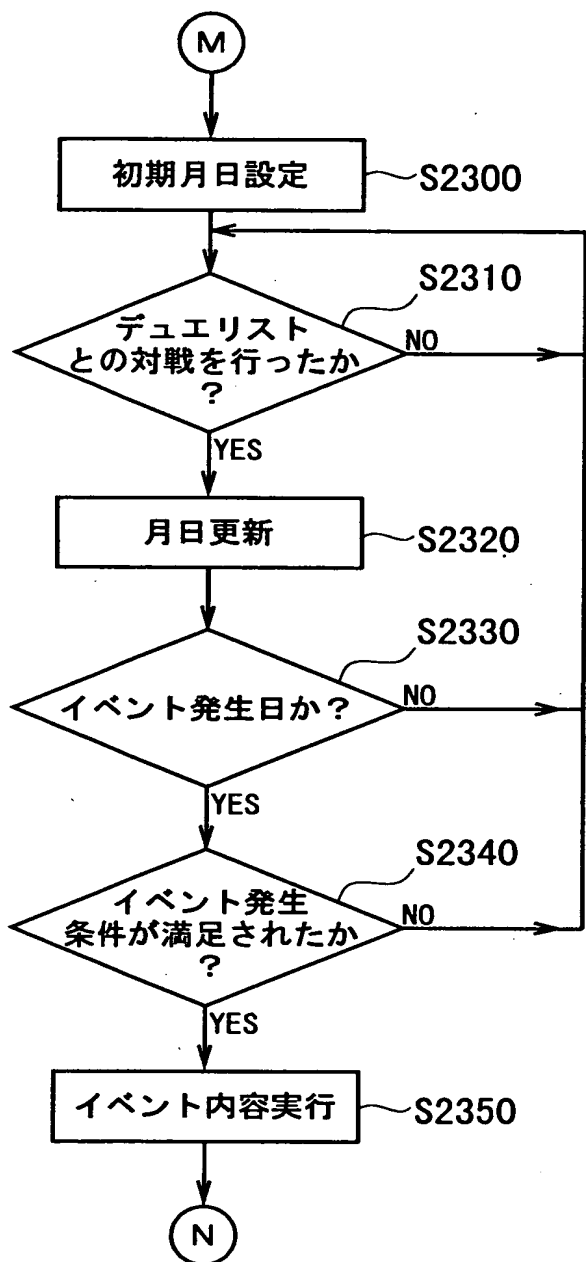 M
初期月日設定
S2300
S2310
デュエリスト
との対戦を行ったか
?
NO
YES
月日更新
S2320
S2330
イベント発生日か?
NO
YES
S2340
イベント発生
条件が満足されたか
?
NO
YES
イベント内容実行
S2350
N